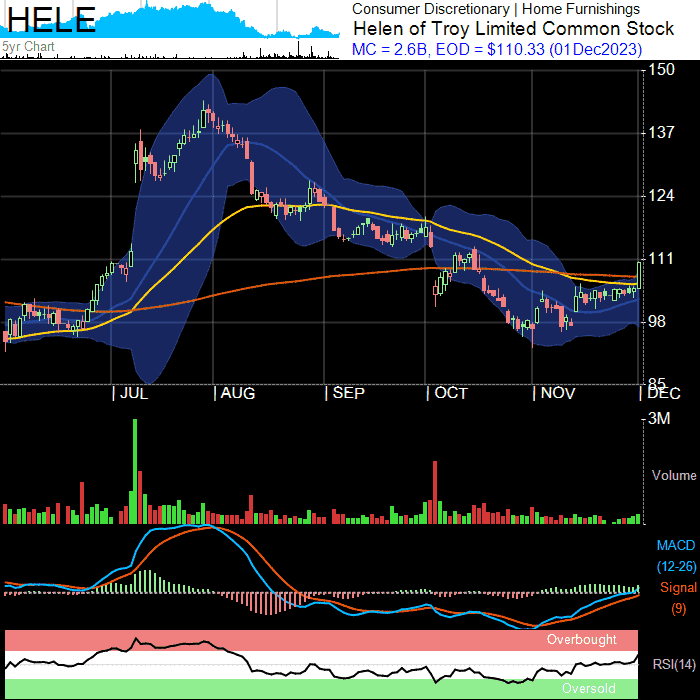 HELE
5yr Chart
Consumer Discretionary | Home Furnishings
Helen of Troy Limited Common Stock
MC = 2.6B, EOD = $110.33 (01Dec2023)
150
137
124
111
98
85
JUL AUG SEP OCT NOV DEC
3M
Volume
MACD
(12-26)
Signal
(9)
Overbought
RSI(14)
Oversold